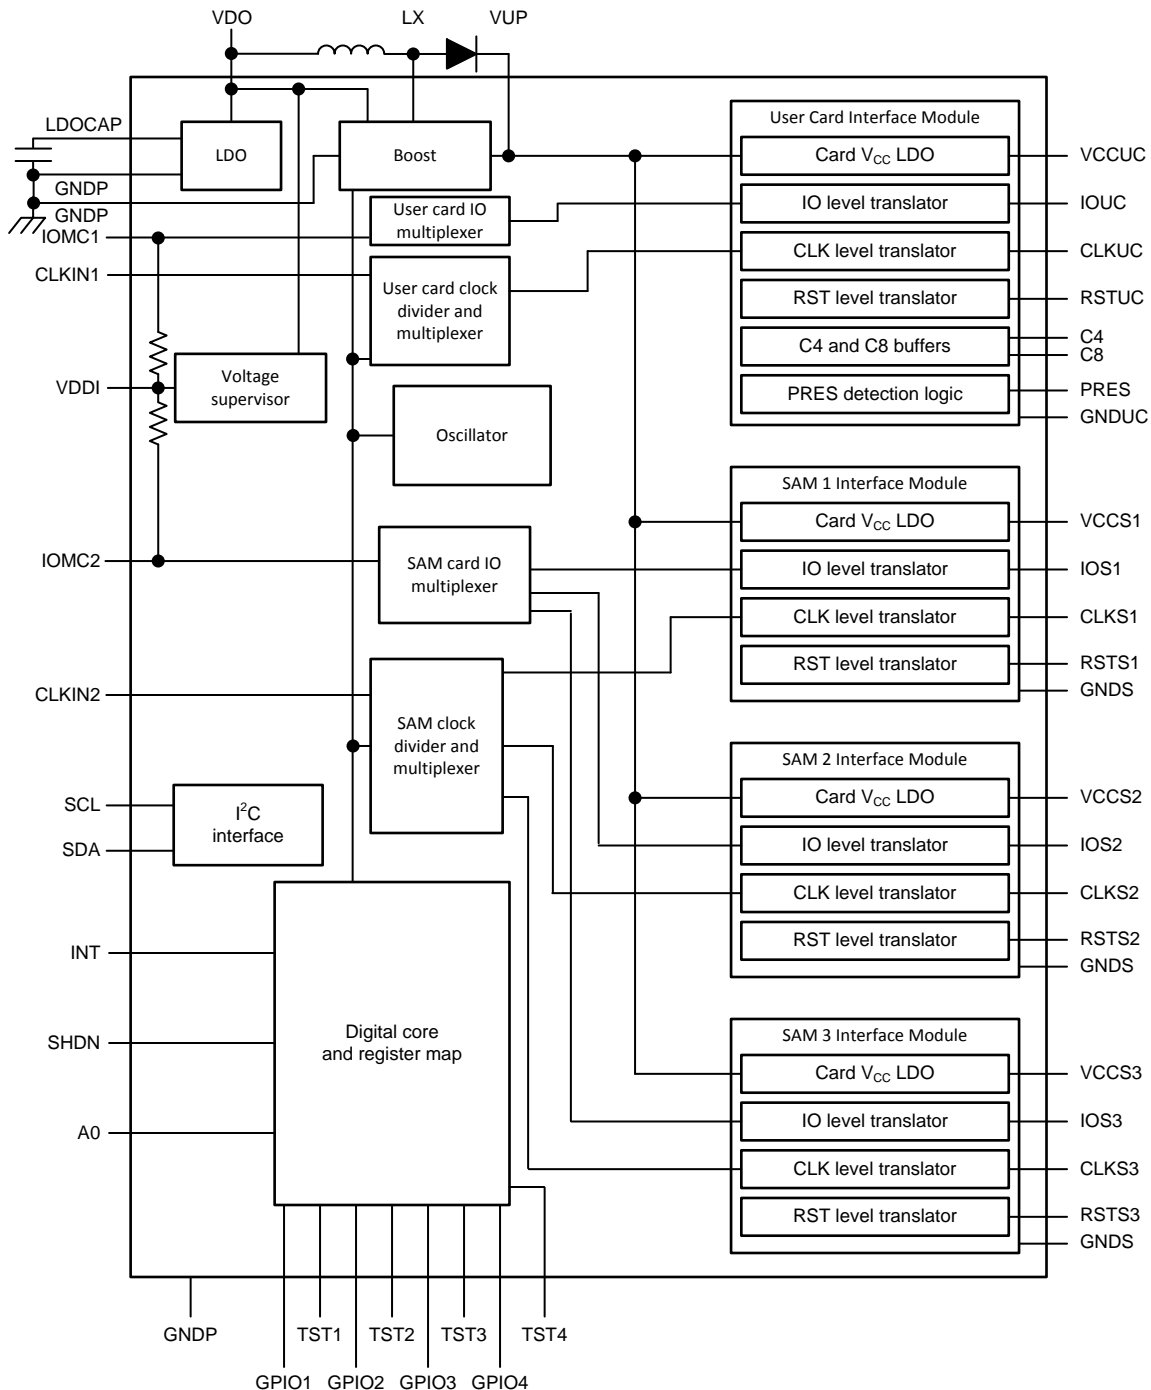 VDO
LX
VUP
LDOCAP
LDO
GNDP
GNDP
Boost
User card IO
multiplexer
IOMC1
CLKIN1
User card clock
divider and
multiplexer
VDDI
Voltage
supervisor
Oscillator
IOMC2
SAM card IO
multiplexer
CLKIN2
SAM clock
divider and
multiplexer
SCL
SDA
I²C
interface
INT
SHDN
A0
Digital core
and register map
GNDP
TST1
TST2
TST3
TST4
GPIO1
GPIO2
GPIO3
GPIO4
User Card Interface Module
Card VCC LDO
VCCUC
IO level translator
IOUC
CLK level translator
CLKUC
RST level translator
RSTUC
C4 and C8 buffers
C4
C8
PRES detection logic
PRES
GNDUC
SAM 1 Interface Module
Card VCC LDO
VCCS1
IO level translator
IOS1
CLK level translator
CLKS1
RST level translator
RSTS1
GNDS
SAM 2 Interface Module
Card VCC LDO
VCCS2
IO level translator
IOS2
CLK level translator
CLKS2
RST level translator
RSTS2
GNDS
SAM 3 Interface Module
Card VCC LDO
VCCS3
IO level translator
IOS3
CLK level translator
CLKS3
RST level translator
RSTS3
GNDS